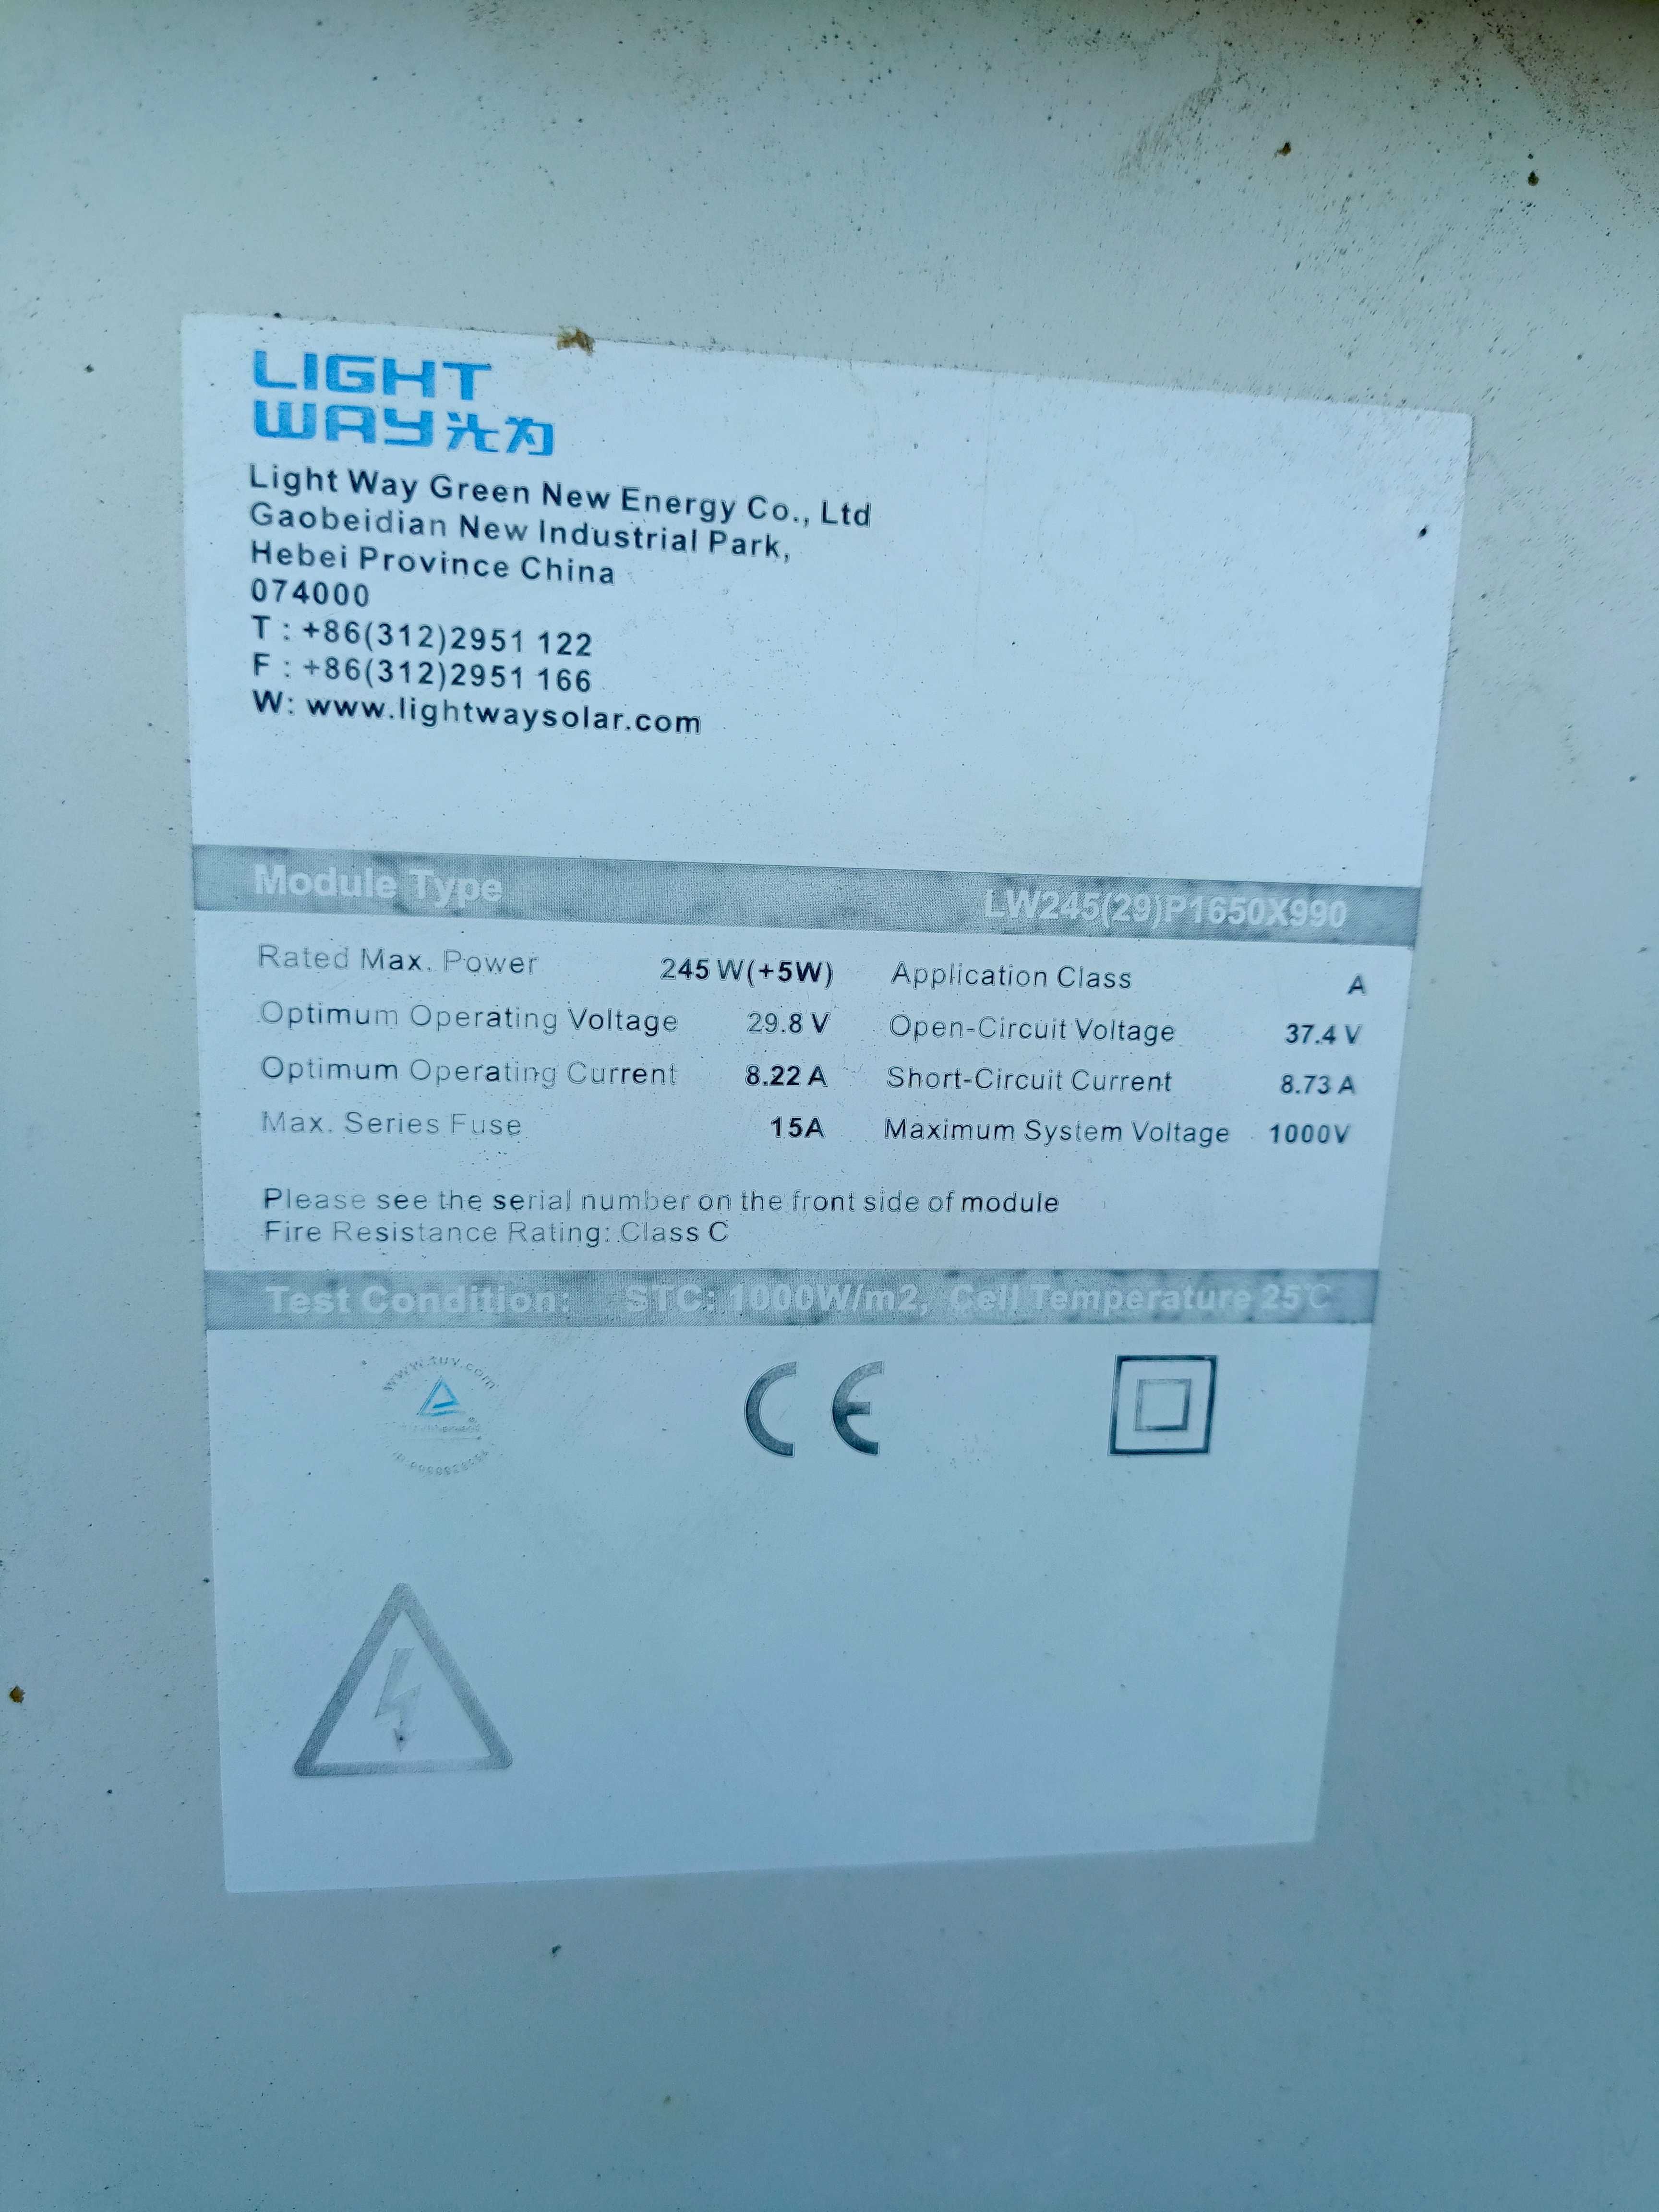 LIGHT
WAY光为
Light Way Green New Energy Co., Ltd
Gaobeidian New Industrial Park,
Hebei Province China
074000
T : +86(312)2951 122
F : +86(312)2951 166
W: www.lightwaysolar.com
Module Type LW245(29)P1650X990
Rated Max. Power 245 W(+5W) Application Class A
Optimum Operating Voltage 29.8 V Open-Circuit Voltage 37.4 V
Optimum Operating Current 8.22 A Short-Circuit Current 8.73 A
Max. Series Fuse 15A Maximum System Voltage 1000V
Please see the serial number on the front side of module
Fire Resistance Rating: Class C
Test Condition: STC: 1000W/m2, Cell Temperature 25℃
www.tuv.com
CE